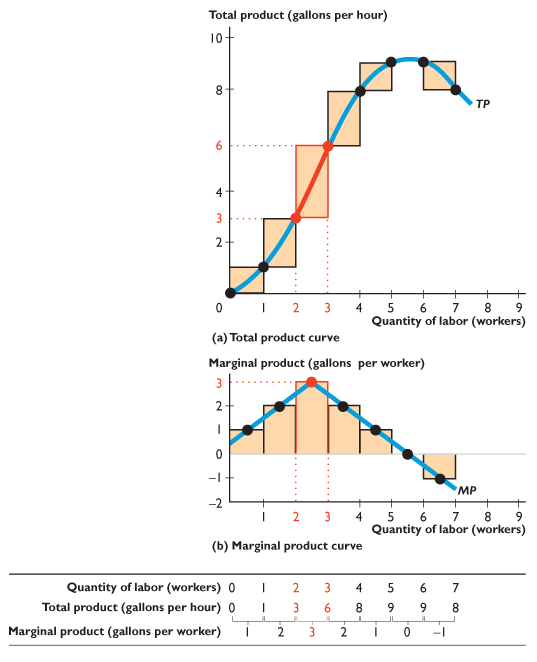 Total product (gallons per hour)
10
8
6
4
3
2
TP
0 1 2 3 4 5 6 7 8 9
Quantity of labor (workers)
(a) Total product curve
Marginal product (gallons per worker)
3
2
1
0
–1
–2
MP
1 2 3 4 5 6 7 8 9
Quantity of labor (workers)
(b) Marginal product curve
Quantity of labor (workers) 0 1 2 3 4 5 6 7
Total product (gallons per hour) 0 1 3 6 8 9 9 8
Marginal product (gallons per worker) 1 2 3 2 1 0 –1